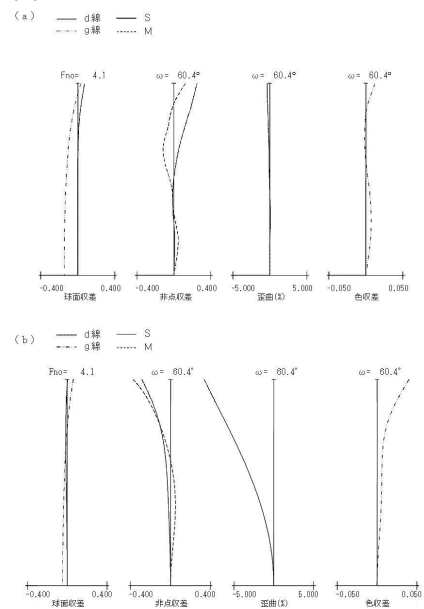 (a) d線 S
g線 M
Fno= 4.1 ω= 60.4° ω= 60.4° ω= 60.4°
-0.400 0.400 -0.400 0.400 -5.000 5.000 -0.050 0.050
球面収差 非点収差 歪曲(%) 色収差
(b) d線 S
g線 M
Fno= 4.1 ω= 60.4° ω= 60.4° ω= 60.4°
-0.400 0.400 -0.400 0.400 -5.000 5.000 -0.050 0.050
球面収差 非点収差 歪曲(%) 色収差